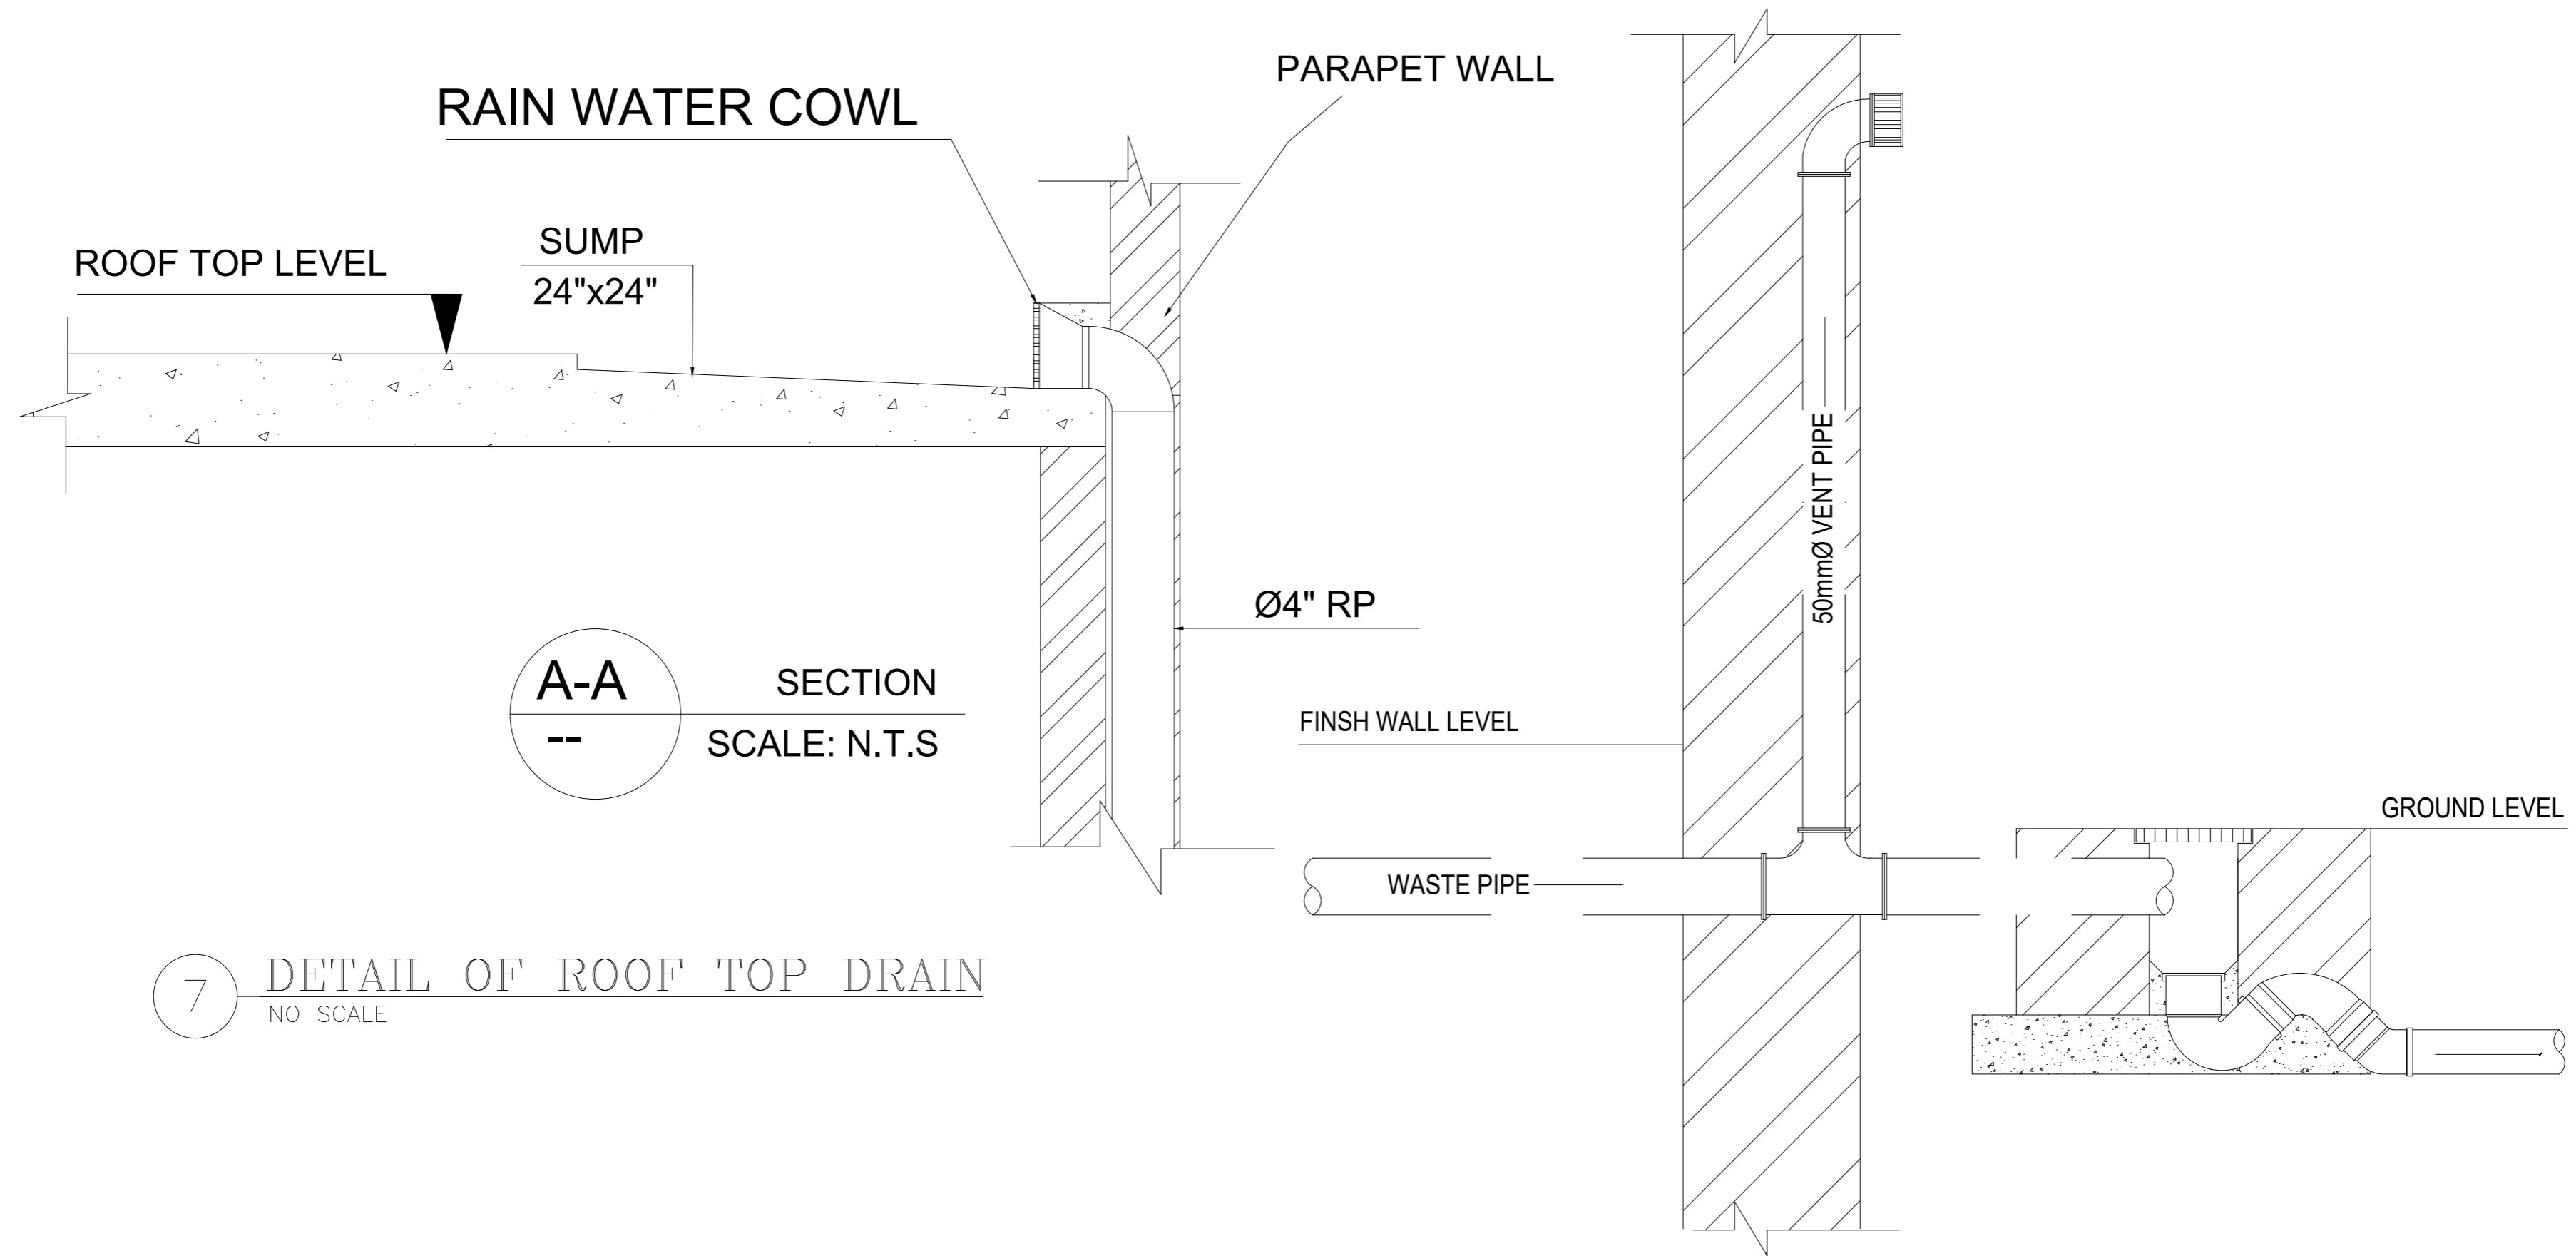 RAIN WATER COWL
PARAPET WALL
ROOF TOP LEVEL
SUMP
24"x24"
50mmØ VENT PIPE
Ø4" RP
A-A
--
SECTION
SCALE: N.T.S
FINSH WALL LEVEL
GROUND LEVEL
WASTE PIPE
7
DETAIL OF ROOF TOP DRAIN
NO SCALE